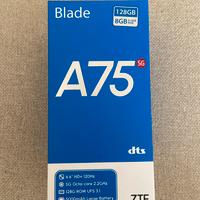 Blade
128GB
8GB
A75 5G
dts
6.6" HD+ 120Hz
5G Octa core 2.2GHz
128G ROM UFS 3.1
5000mAh Large Battery
ZTE